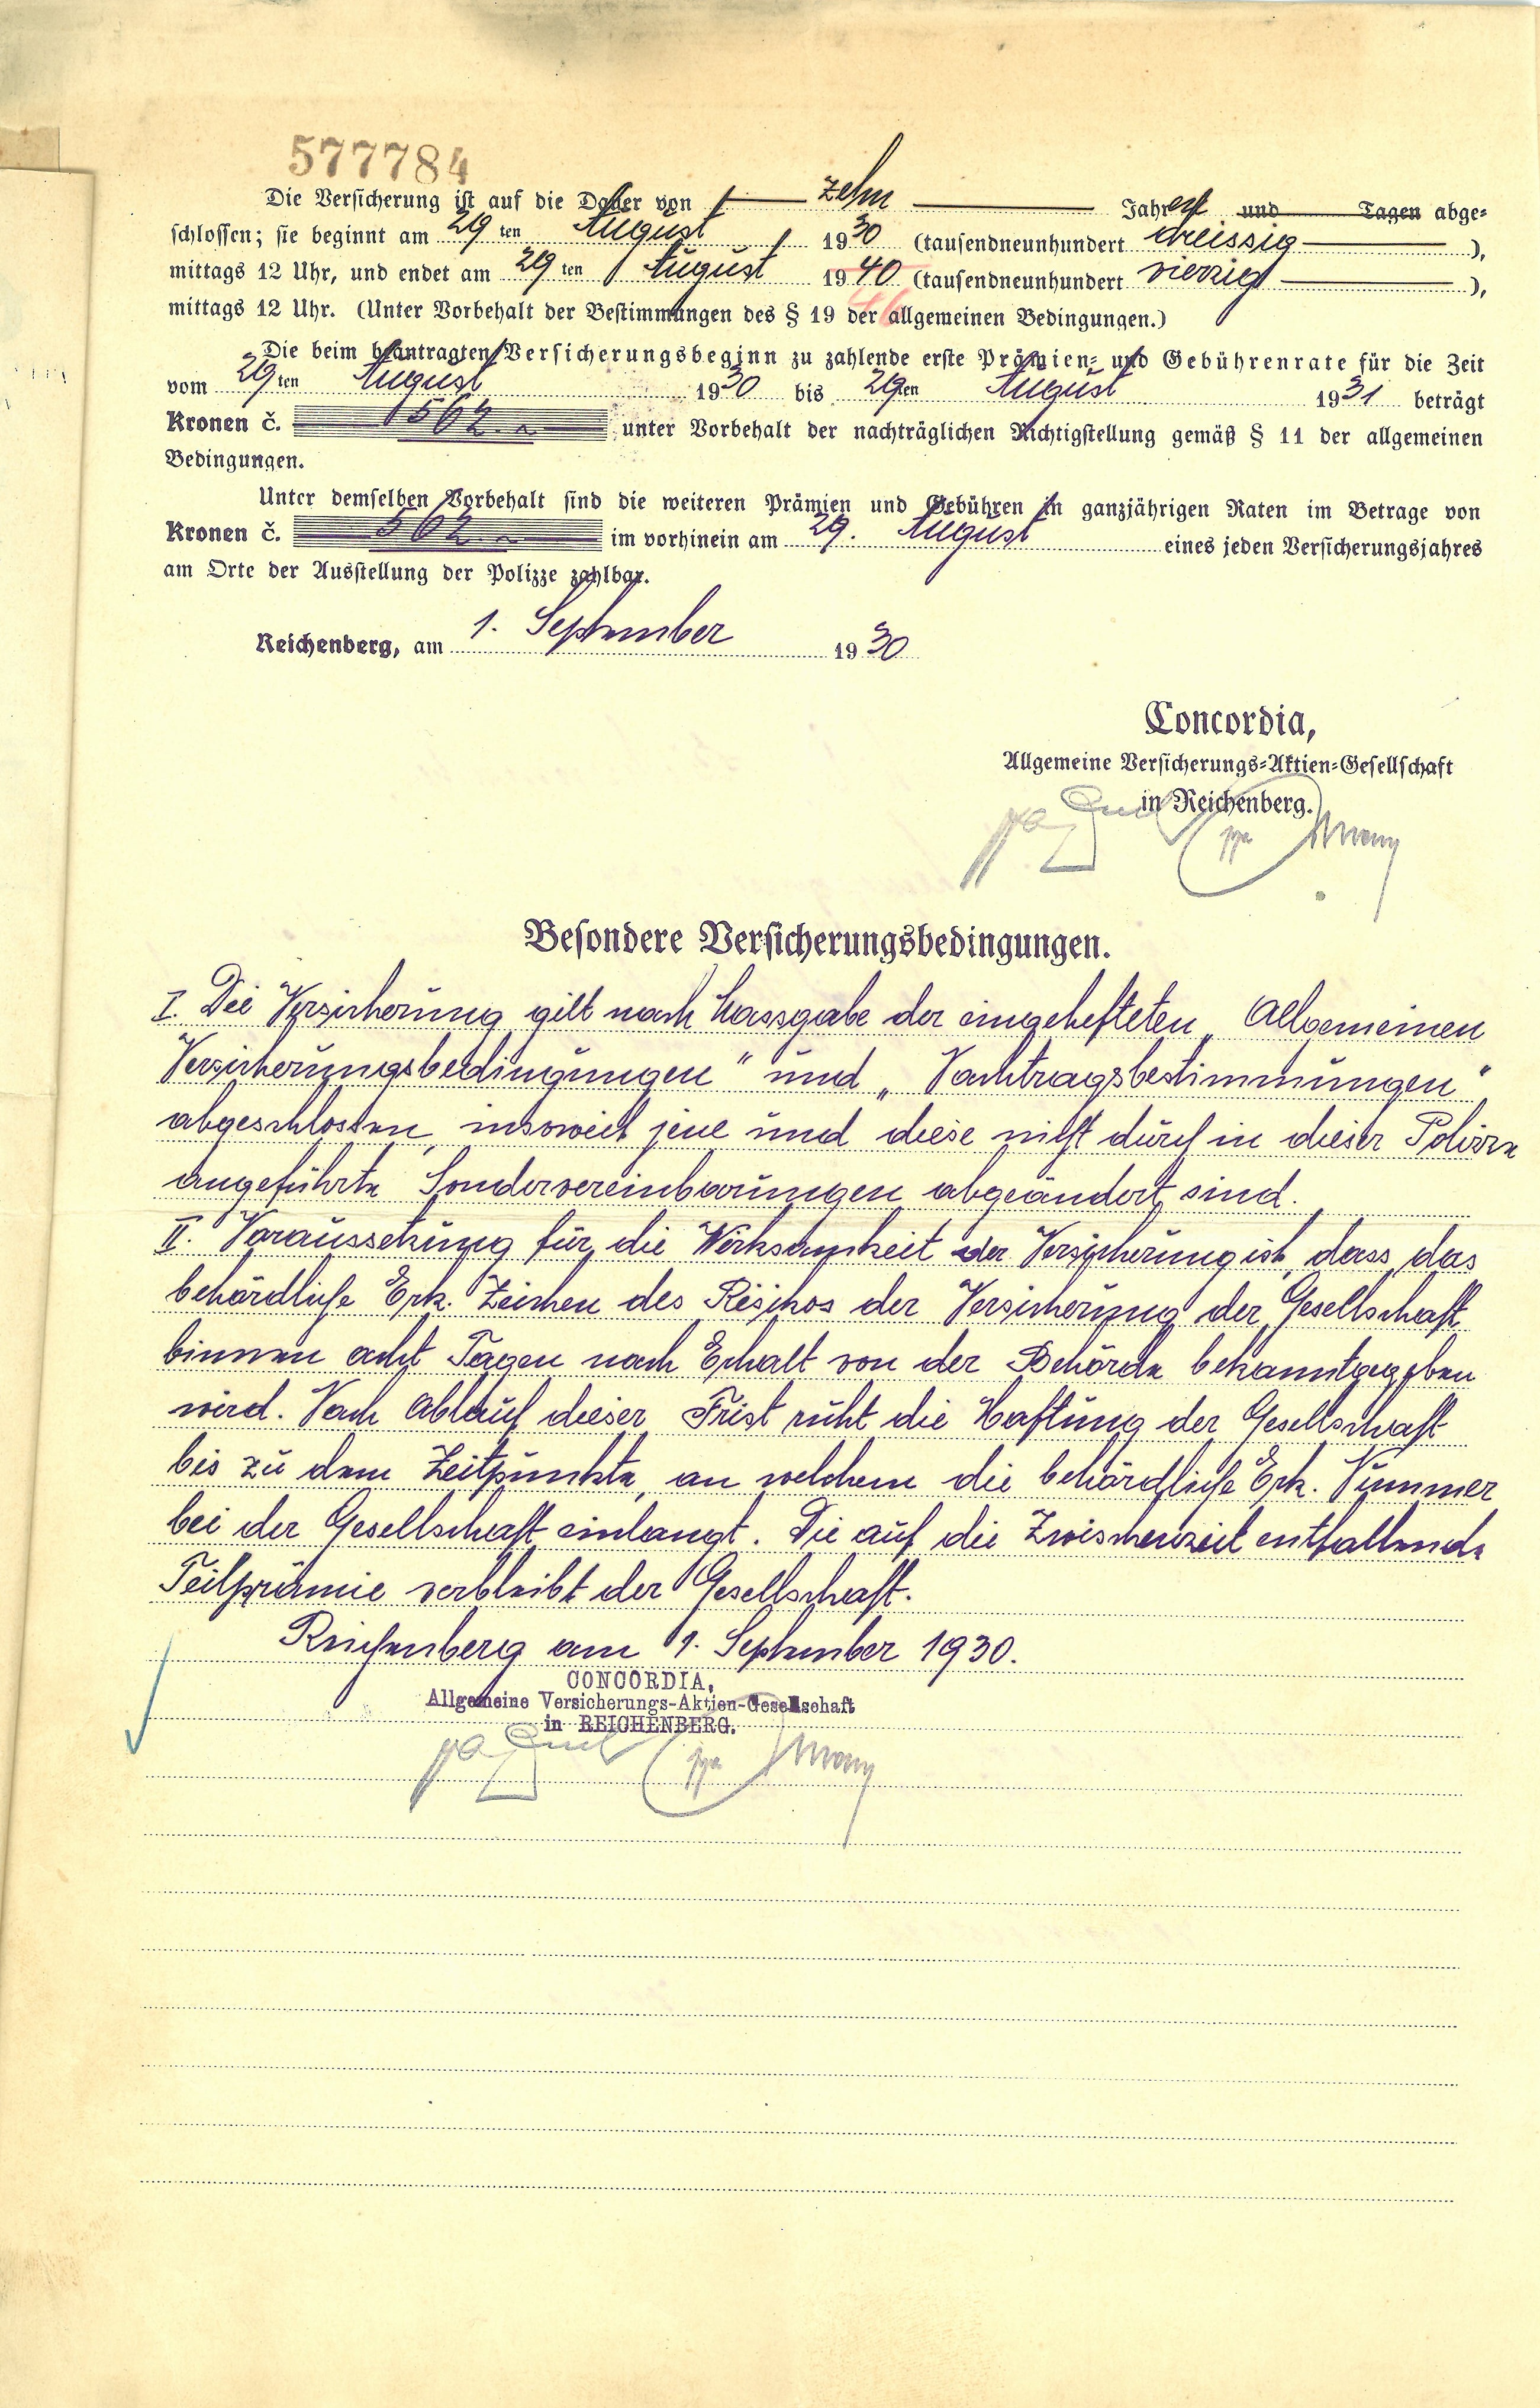 577784
Die Versicherung ist auf die Dauer von zehn Jahren und Tagen abge-
schlossen; sie beginnt am 29ten August 1930 (tausendneunhundert dreissig),
mittags 12 Uhr, und endet am 29ten August 1940 (tausendneunhundert vierzig),
46
mittags 12 Uhr. (Unter Vorbehalt der Bestimmungen des § 19 der allgemeinen Bedingungen.)
Die beim beantragten Versicherungsbeginn zu zahlende erste Prämien- und Gebührenrate für die Zeit
vom 29ten August 1930 bis 29ten August 1931 beträgt
Kronen č. 562.- unter Vorbehalt der nachträglichen Richtigstellung gemäß § 11 der allgemeinen
Bedingungen.
Unter demselben Vorbehalt sind die weiteren Prämien und Gebühren in ganzjährigen Raten im Betrage von
Kronen č. 562.- im vorhinein am 29. August eines jeden Versicherungsjahres
am Orte der Ausstellung der Polizze zahlbar.
Reichenberg, am 1. September 1930
Concordia,
Allgemeine Versicherungs-Aktien-Gesellschaft
in Reichenberg.
ppa ppa
Besondere Versicherungsbedingungen.
I. Die Versicherung gilt nach Massgabe der eingehefteten „Allgemeinen
Versicherungsbedingungen" und „Nachtragsbestimmungen"
abgeschlossen, insoweit jene und diese nicht durch in dieser Polizze
angeführte Sondervereinbarungen abgeändert sind.
II. Voraussetzung für die Wirksamkeit der Versicherung ist, dass das
behördliche Erk. Zeichen des Risikos der Versicherung der Gesellschaft
binnen acht Tagen nach Erhalt von der Behörde bekanntgegeben
wird. Nach Ablauf dieser Frist ruht die Haftung der Gesellschaft
bis zu dem Zeitpunkte, an welchem die behördliche Erk. Nummer
bei der Gesellschaft einlangt. Die auf die Zwischenzeit entfallende
Teilprämie verbleibt der Gesellschaft.
Reichenberg am 1. September 1930.
CONCORDIA,
Allgemeine Versicherungs-Aktien-Gesellschaft
in REICHENBERG.
ppa ppa